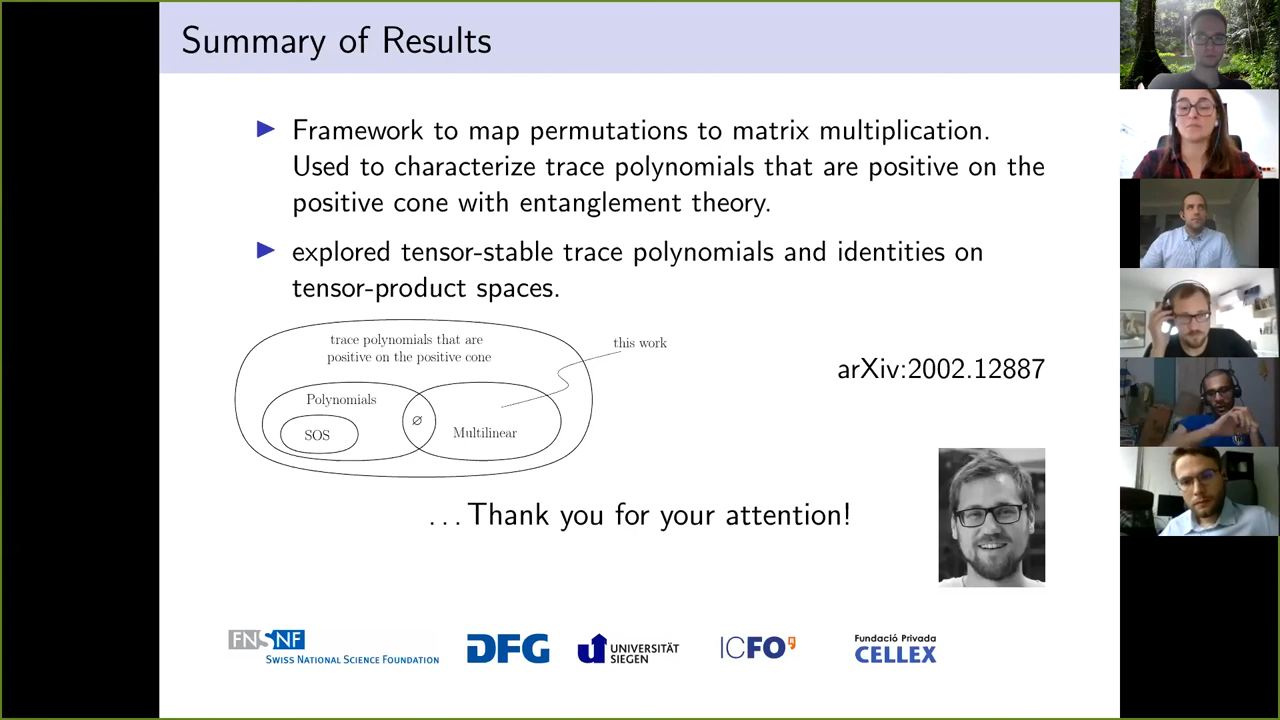 Summary of Results
Framework to map permutations to matrix multiplication.
Used to characterize trace polynomials that are positive on the
positive cone with entanglement theory.
explored tensor-stable trace polynomials and identities on
tensor-product spaces.
trace polynomials that are
positive on the positive cone
this work
Polynomials
SOS
∅
Multilinear
arXiv:2002.12887
...Thank you for your attention!
FNSNF
SWISS NATIONAL SCIENCE FOUNDATION
DFG
UNIVERSITÄT
SIEGEN
ICFO
Fundació Privada
CELLEX